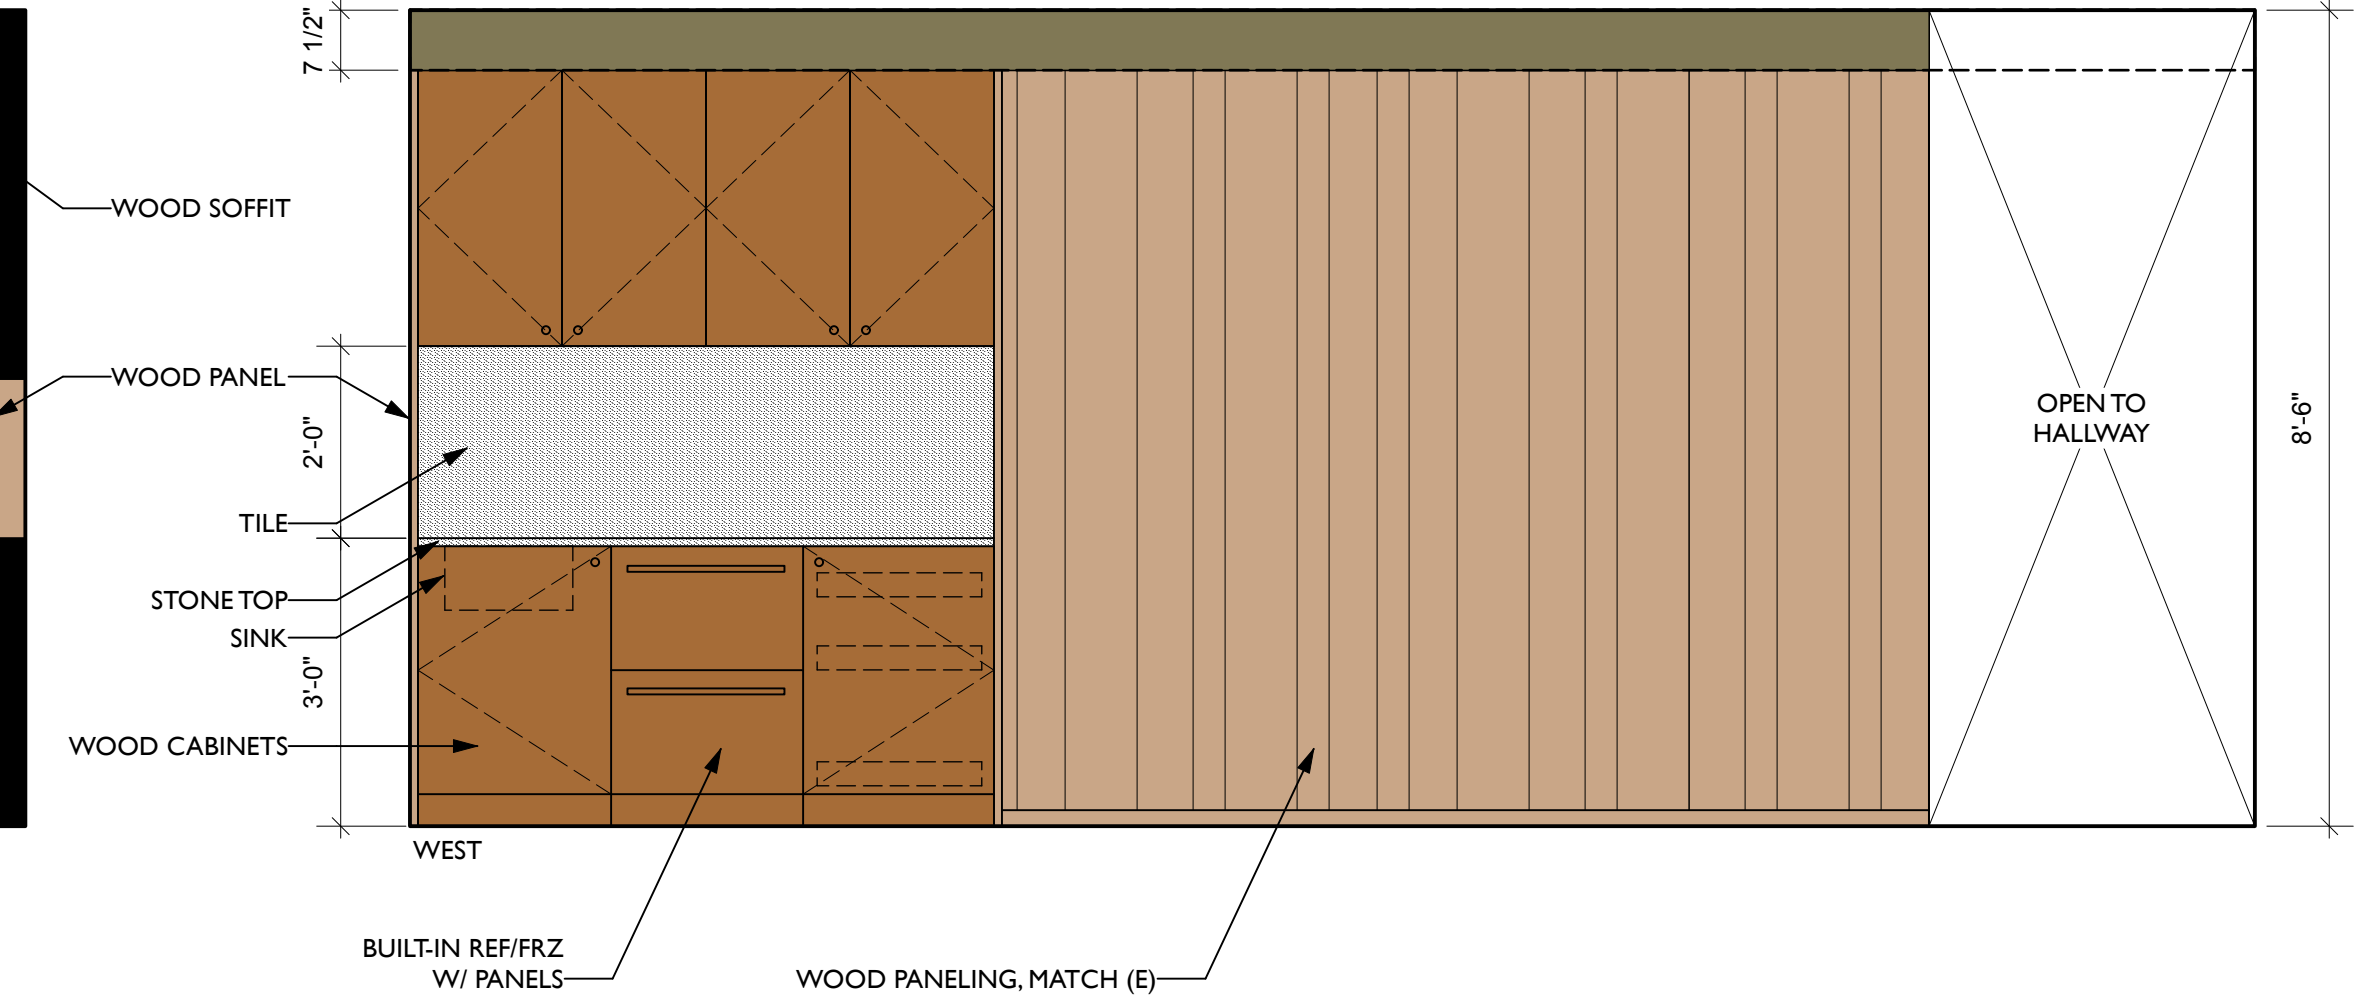 7 1/2"
WOOD SOFFIT
WOOD PANEL
2'-0"
TILE
STONE TOP
SINK
3'-0"
WOOD CABINETS
WEST
BUILT-IN REF/FRZ
W/ PANELS
WOOD PANELING, MATCH (E)
OPEN TO
HALLWAY
8'-6"